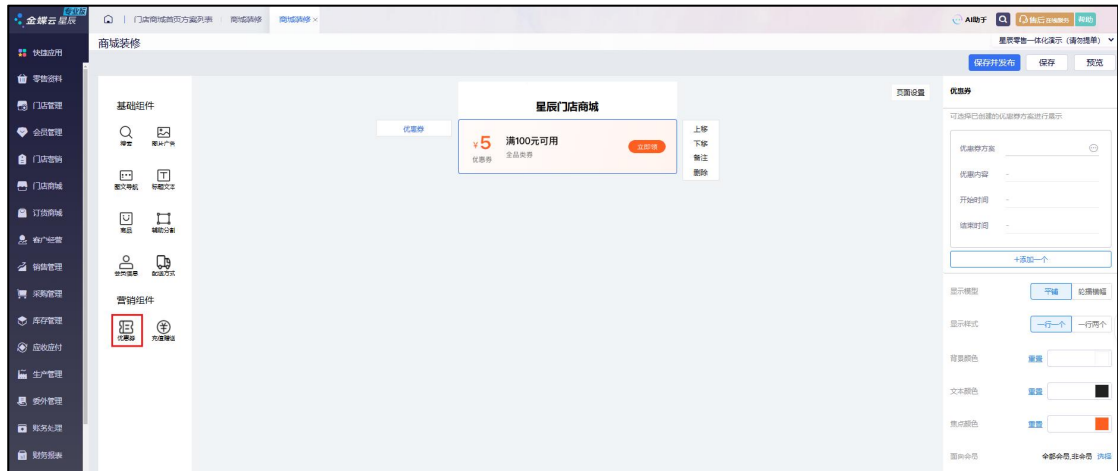 金蝶云星辰 专业版
门店商城首页方案列表
商城装修
商城装修 ×
AI助手
售后在线服务
帮助
商城装修
星辰零售一体化演示（请勿提单）
保存并发布
保存
预览
快捷应用
零售资料
门店管理
会员管理
门店营销
门店商城
订货商城
客户经营
销售管理
采购管理
库存管理
应收应付
生产管理
委外管理
账务处理
财务报表
基础组件
搜索
图片广告
图文导航
标题文本
商品
辅助分割
会员信息
配送方式
营销组件
优惠券
充值赠送
优惠券
星辰门店商城
¥5
优惠券
满100元可用
全品类券
立即领
上移
下移
备注
删除
页面设置
优惠券
可选择已创建的优惠券方案进行展示
优惠券方案
优惠内容 -
开始时间 -
结束时间 -
+添加一个
显示模型 平铺 轮播横幅
显示样式 一行一个 一行两个
背景颜色 重置
文本颜色 重置
焦点颜色 重置
面向会员 全部会员,非会员 选择